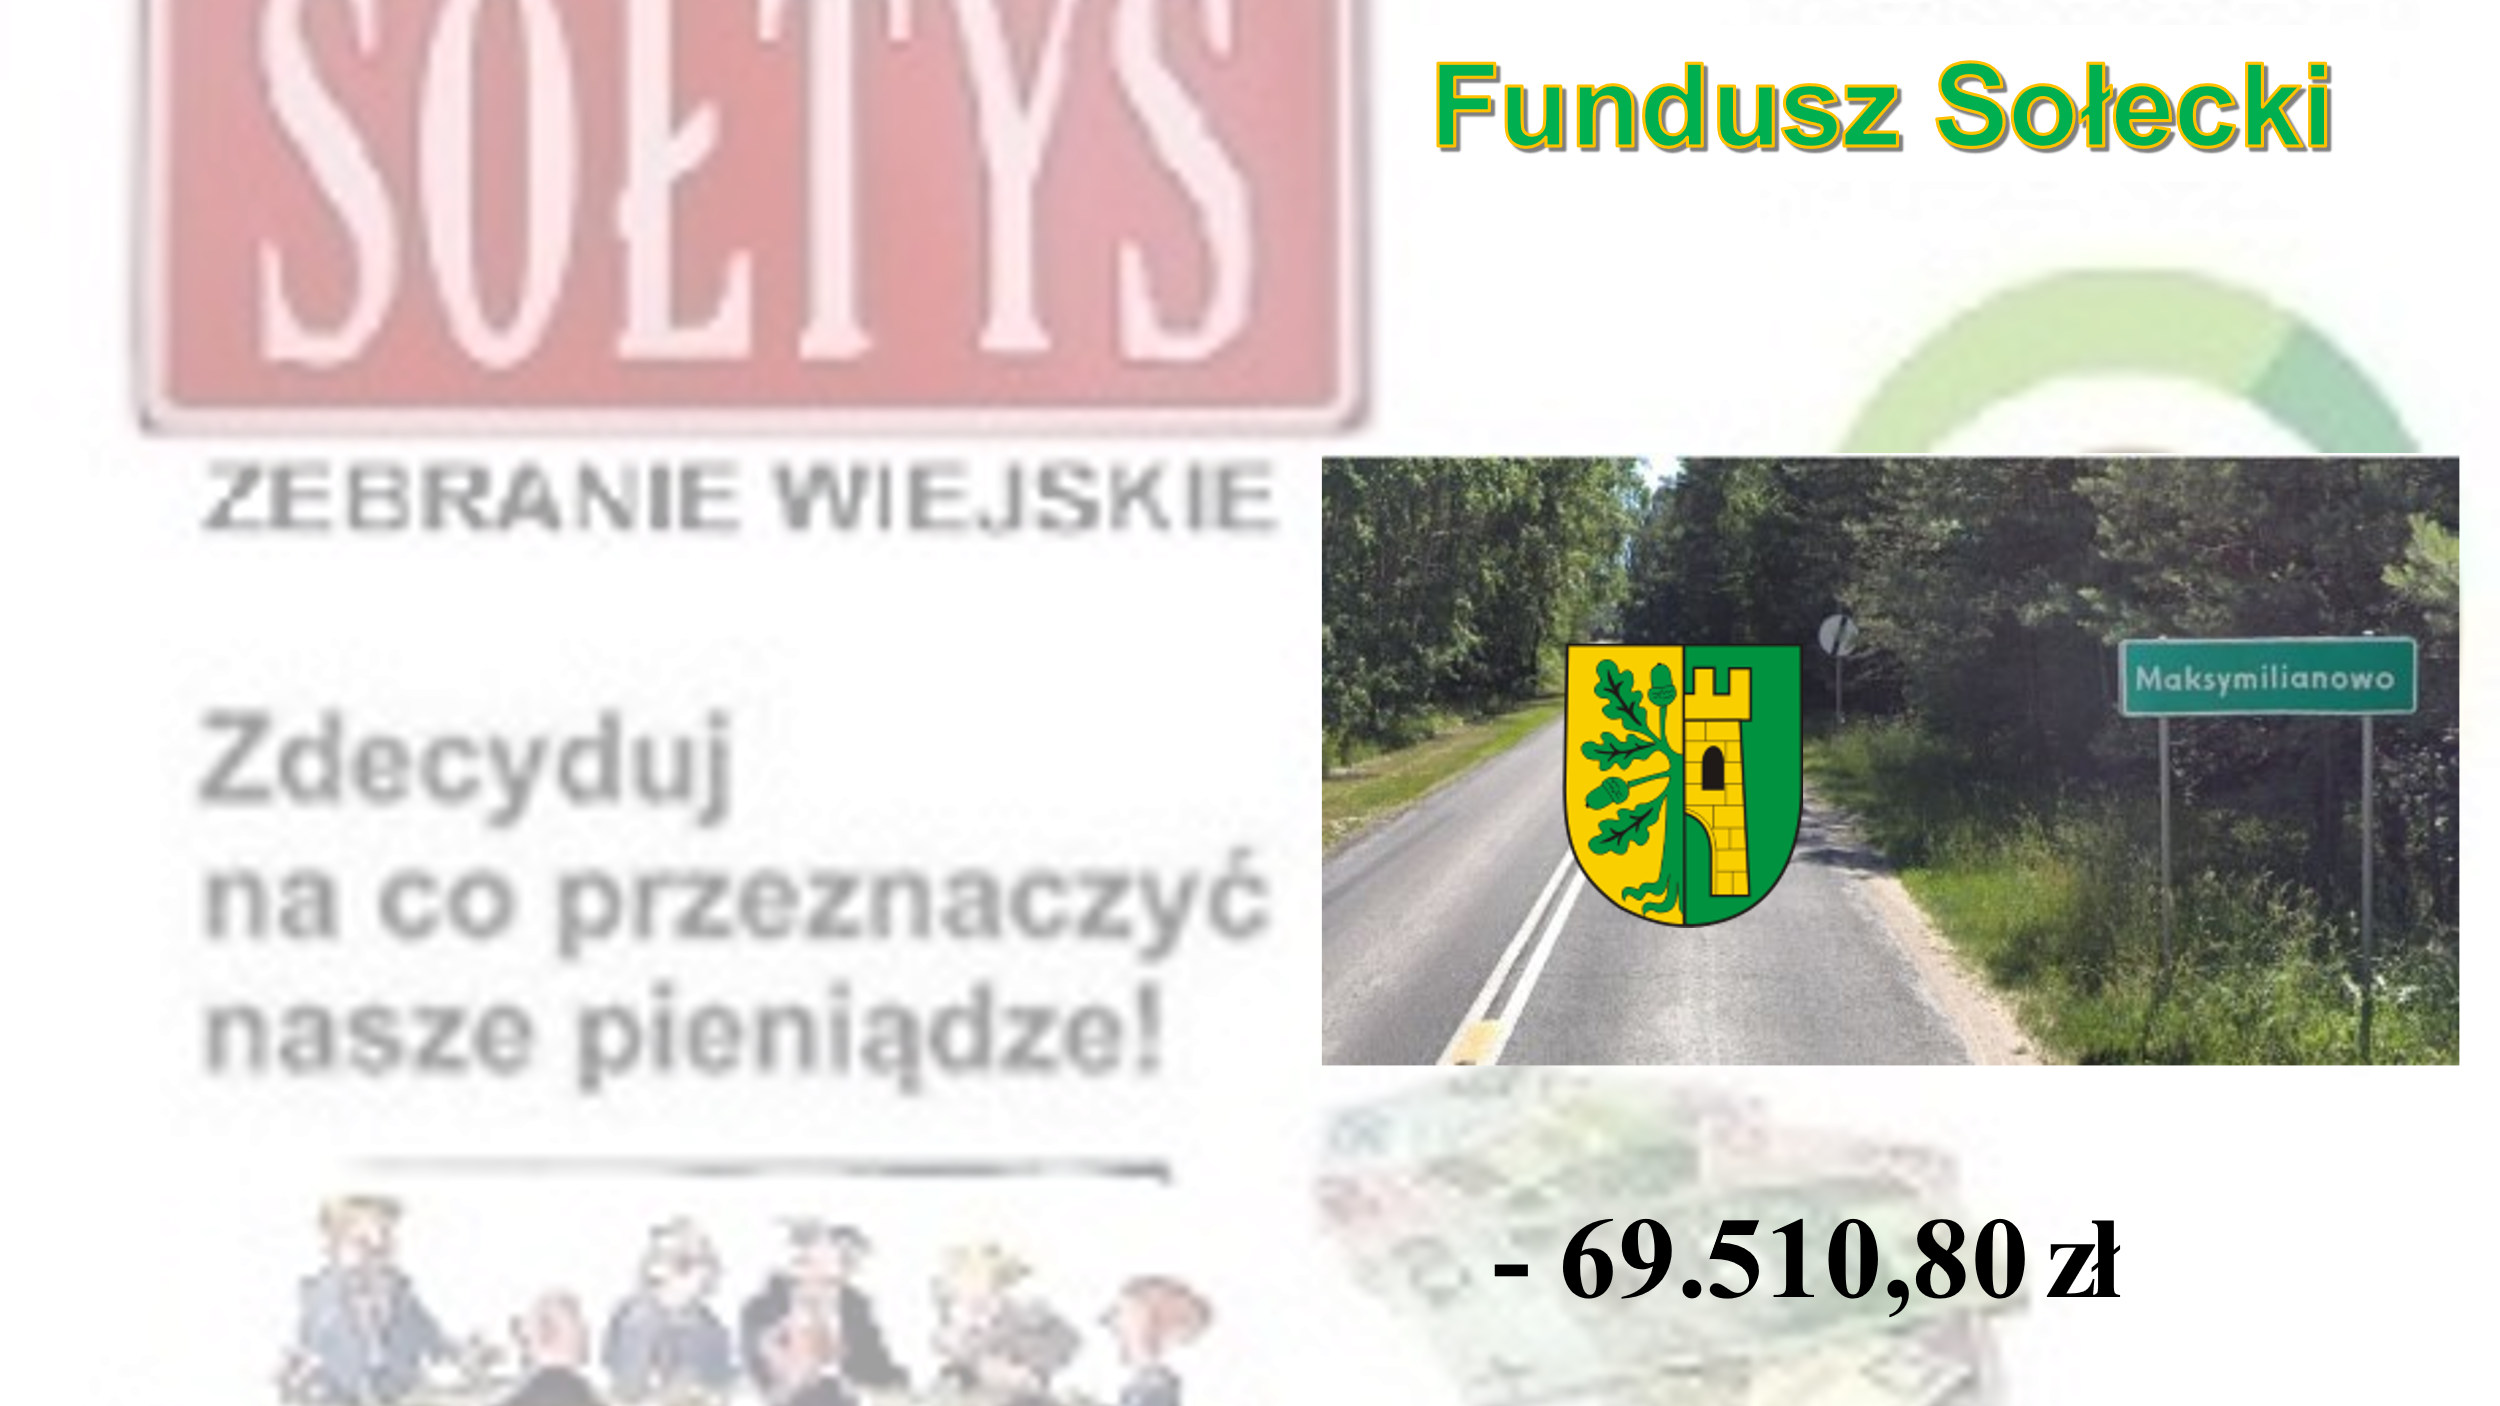 SOŁTYS
ZEBRANIE WIEJSKIE
Zdecyduj
na co przeznaczyć
nasze pieniądze!
Fundusz Sołecki
Maksymilianowo
- 69.510,80 zł